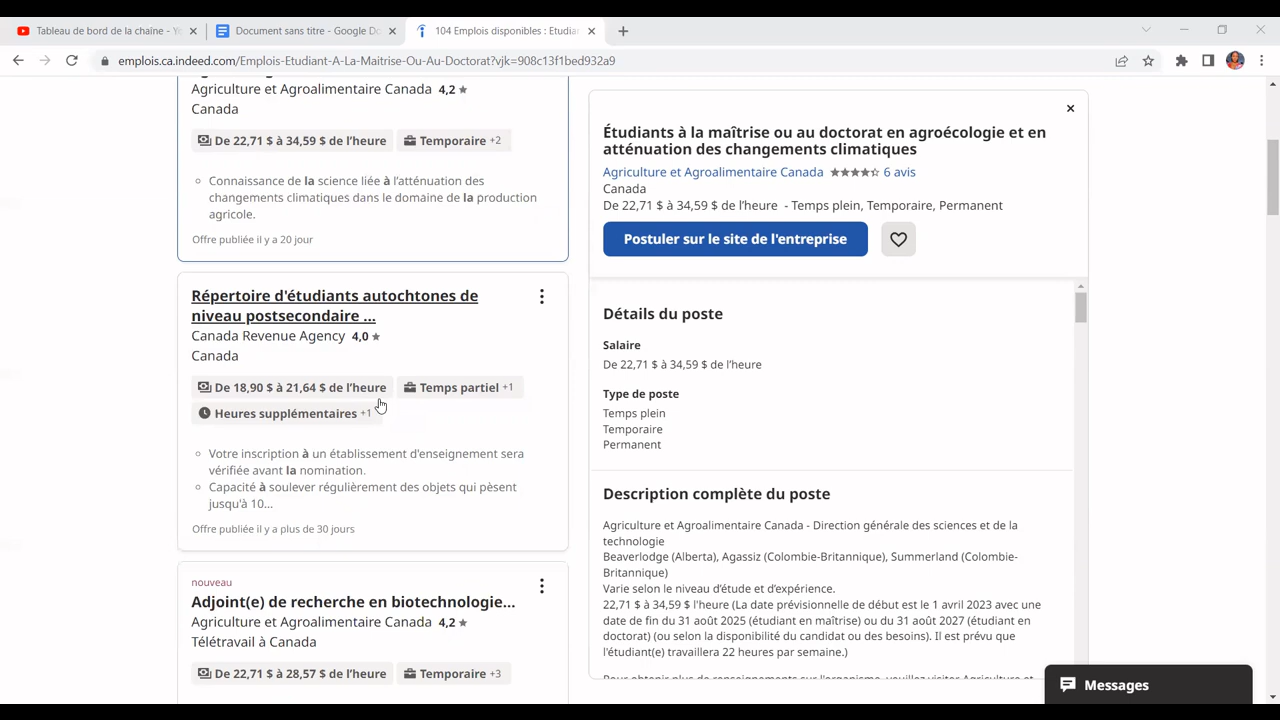 Tableau de bord de la chaîne - Y
Document sans titre - Google Do
104 Emplois disponibles : Etudia
emplois.ca.indeed.com/Emplois-Etudiant-A-La-Maitrise-Ou-Au-Doctorat?vjk=908c13f1bed932a9
Agriculture et Agroalimentaire Canada 4,2
Canada
De 22,71 $ à 34,59 $ de l'heure Temporaire +2
Connaissance de la science liée à l'atténuation des
changements climatiques dans le domaine de la production
agricole.
Offre publiée il y a 20 jour
Répertoire d'étudiants autochtones de
niveau postsecondaire ...
Canada Revenue Agency 4,0
Canada
De 18,90 $ à 21,64 $ de l'heure Temps partiel +1
Heures supplémentaires +1
Votre inscription à un établissement d'enseignement sera
vérifiée avant la nomination.
Capacité à soulever régulièrement des objets qui pèsent
jusqu'à 10...
Offre publiée il y a plus de 30 jours
nouveau
Adjoint(e) de recherche en biotechnologie...
Agriculture et Agroalimentaire Canada 4,2
Télétravail à Canada
De 22,71 $ à 28,57 $ de l'heure Temporaire +3
Étudiants à la maîtrise ou au doctorat en agroécologie et en
atténuation des changements climatiques
Agriculture et Agroalimentaire Canada 6 avis
Canada
De 22,71 $ à 34,59 $ de l'heure - Temps plein, Temporaire, Permanent
Postuler sur le site de l'entreprise
Détails du poste
Salaire
De 22,71 $ à 34,59 $ de l'heure
Type de poste
Temps plein
Temporaire
Permanent
Description complète du poste
Agriculture et Agroalimentaire Canada - Direction générale des sciences et de la
technologie
Beaverlodge (Alberta), Agassiz (Colombie-Britannique), Summerland (Colombie-
Britannique)
Varie selon le niveau d'étude et d'expérience.
22,71 $ à 34,59 $ l'heure (La date prévisionnelle de début est le 1 avril 2023 avec une
date de fin du 31 août 2025 (étudiant en maîtrise) ou du 31 août 2027 (étudiant en
doctorat) (ou selon la disponibilité du candidat ou des besoins). Il est prévu que
l'étudiant(e) travaillera 22 heures par semaine.)
Pour obtenir plus de renseignements sur l'organisme, veuillez visiter Agriculture et
Messages